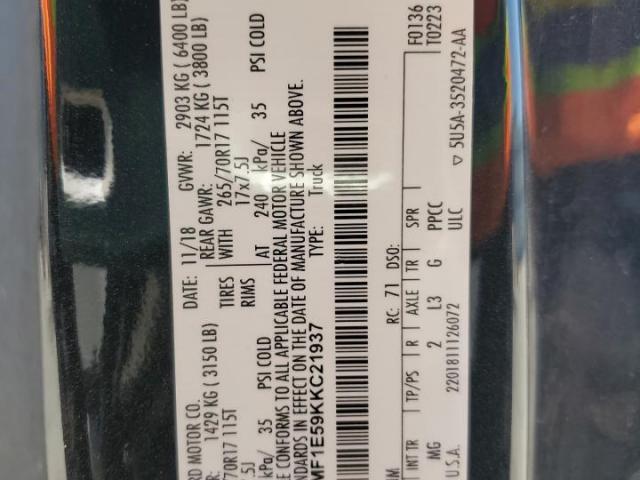 RD MOTOR CO.
DATE: 11/18
GVWR: 2903 KG ( 6400 LB)
1429 KG ( 3150 LB)
REAR GAWR: 1724 KG ( 3800 LB)
70R17 115T
TIRES
WITH
265/70R17 115T
RIMS
17x7.5J
kPa/ 35 PSI COLD
AT 240 kPa/ 35 PSI COLD
E CONFORMS TO ALL APPLICABLE FEDERAL MOTOR VEHICLE
NDARDS IN EFFECT ON THE DATE OF MANUFACTURE SHOWN ABOVE.
MF1E59KKC21937
TYPE: Truck
F0136
T0223
RC: 71 DSO:
INT TR TP/PS R AXLE TR SPR
MG 2 L3 G PPCC
U.S.A. 2201811126072 ULC
▽ 5U5A-3520472-AA